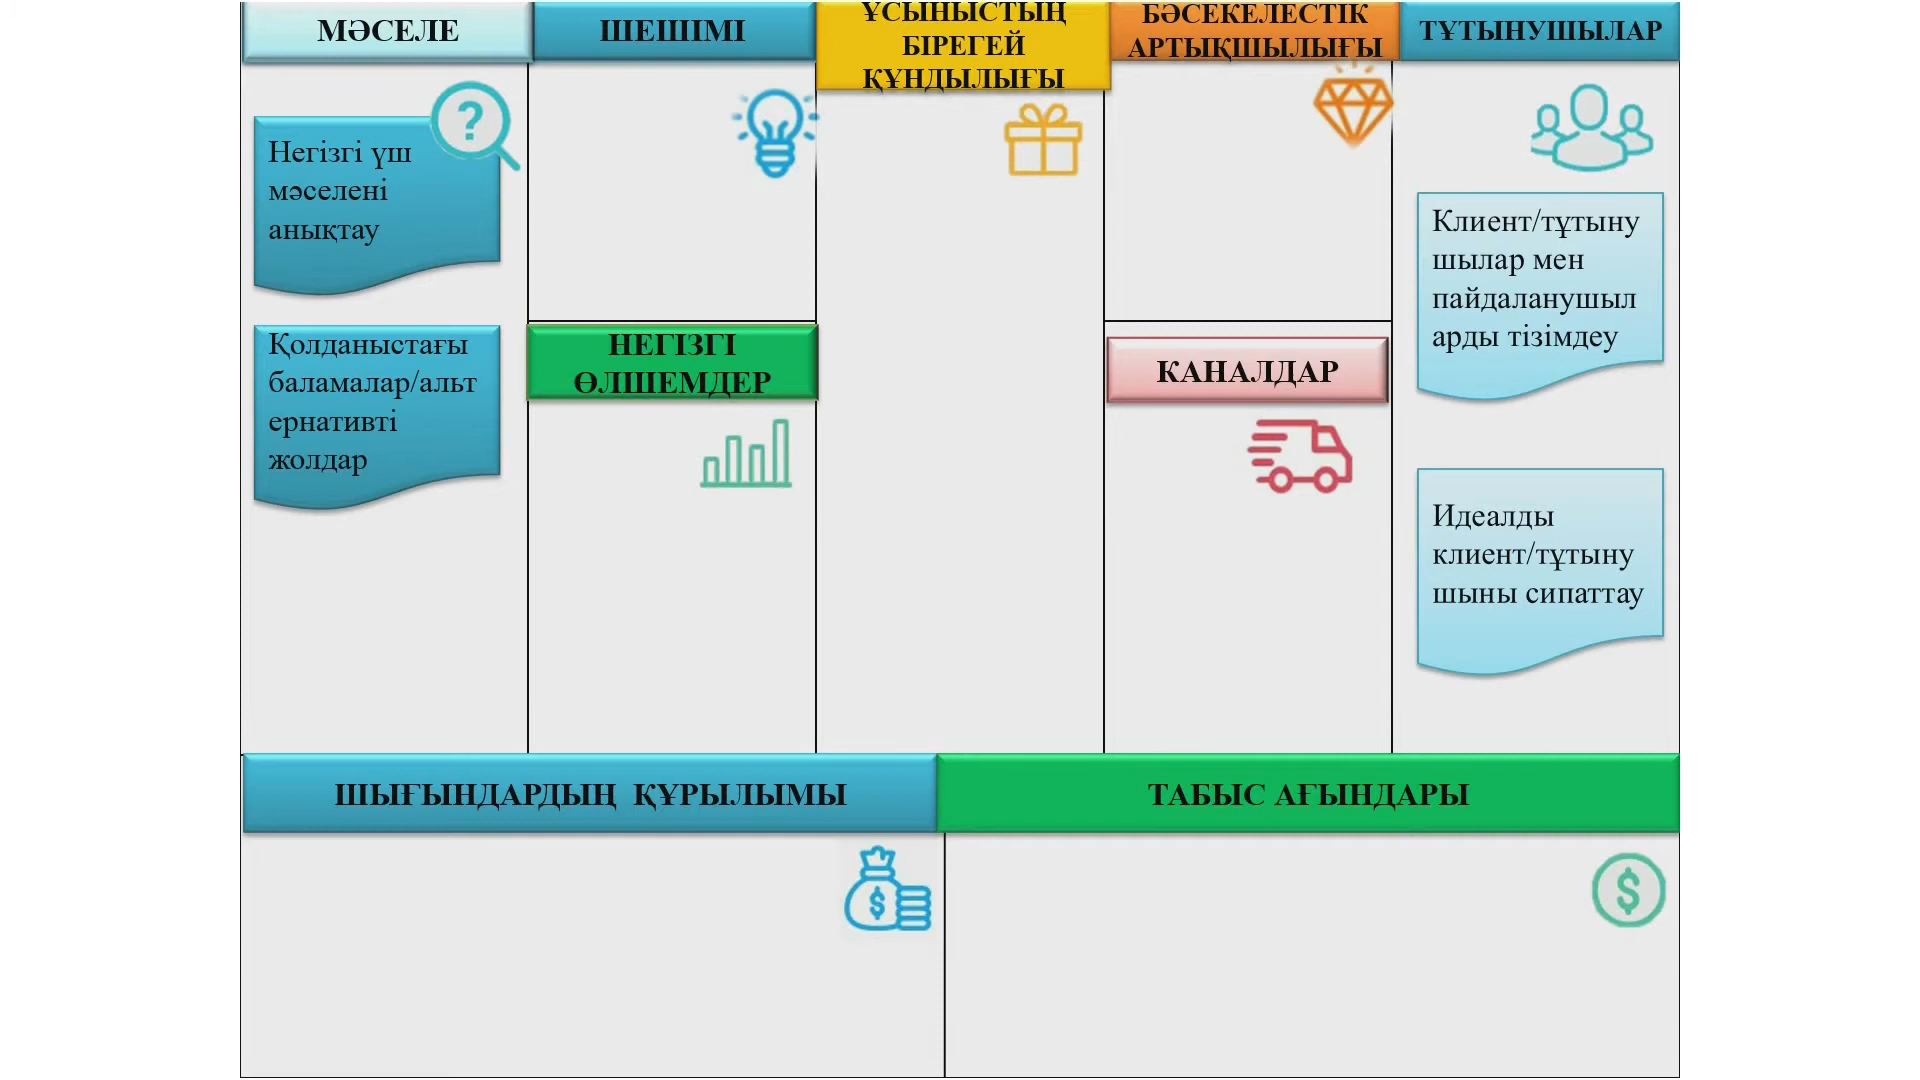 МӘСЕЛЕ
ШЕШІМІ
ҰСЫНЫСТЫҢ
БІРЕГЕЙ
ҚҰНДЫЛЫҒЫ
БӘСЕКЕЛЕСТІК
АРТЫҚШЫЛЫҒЫ
ТҰТЫНУШЫЛАР
?
Негізгі үш
мәселені
анықтау
Қолданыстағы
баламалар/альт
ернативті
жолдар
НЕГІЗГІ
ӨЛШЕМДЕР
КАНАЛДАР
Клиент/тұтыну
шылар мен
пайдаланушыл
арды тізімдеу
Идеалды
клиент/тұтыну
шыны сипаттау
ШЫҒЫНДАРДЫҢ  ҚҰРЫЛЫМЫ
ТАБЫС АҒЫНДАРЫ
$
$